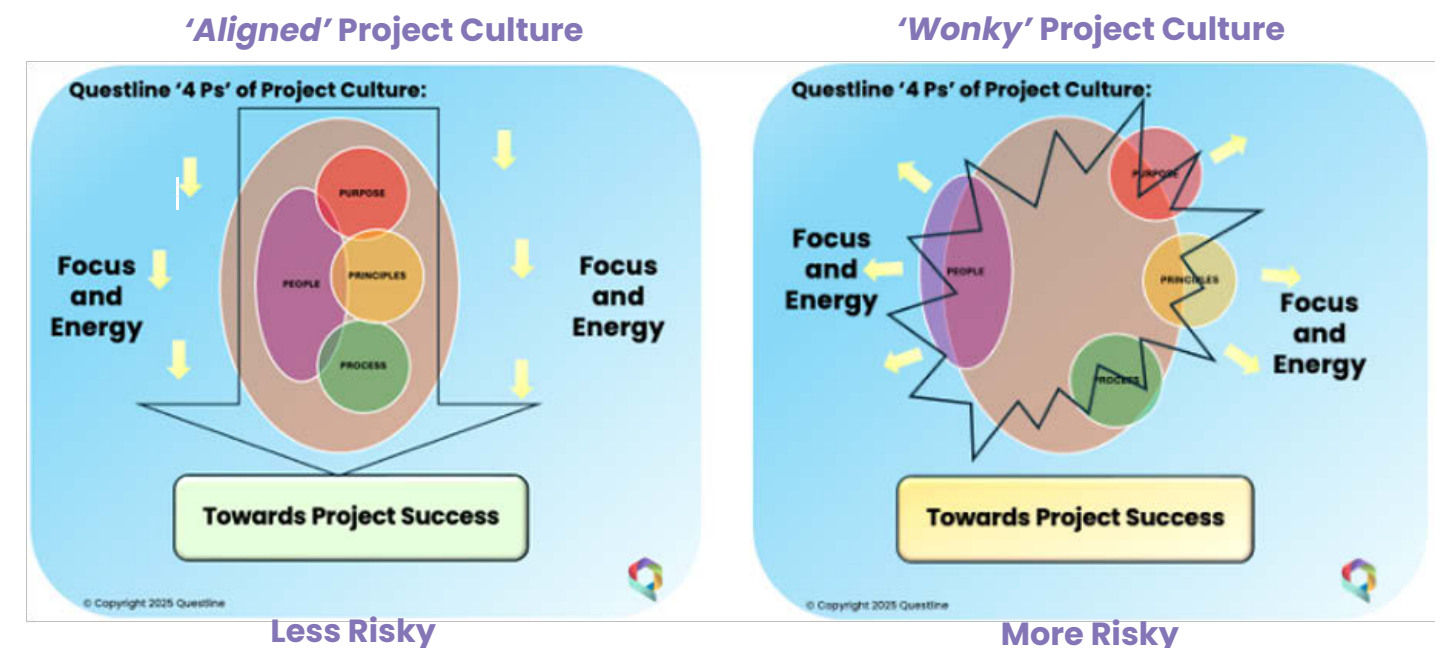 ‘Aligned’ Project Culture
Questline ‘4 Ps’ of Project Culture:
PURPOSE
PRINCIPLES
PEOPLE
PROCESS
Focus
and
Energy
Focus
and
Energy
Towards Project Success
© Copyright 2025 Questline
Less Risky
‘Wonky’ Project Culture
Questline ‘4 Ps’ of Project Culture:
PURPOSE
PEOPLE
PRINCIPLES
PROCESS
Focus
and
Energy
Focus
and
Energy
Towards Project Success
© Copyright 2025 Questline
More Risky